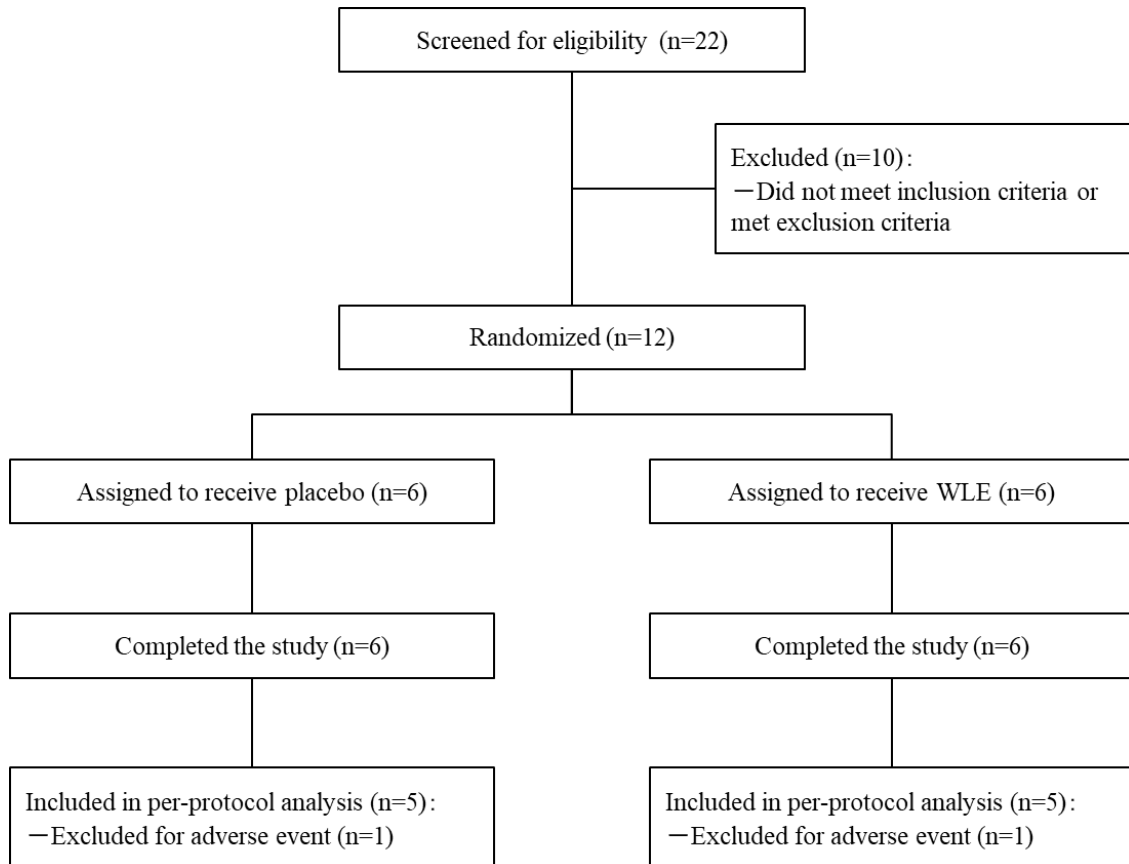 Screened for eligibility (n=22)
Excluded (n=10):
－Did not meet inclusion criteria or
met exclusion criteria
Randomized (n=12)
Assigned to receive placebo (n=6)
Assigned to receive WLE (n=6)
Completed the study (n=6)
Completed the study (n=6)
Included in per-protocol analysis (n=5):
－Excluded for adverse event (n=1)
Included in per-protocol analysis (n=5):
－Excluded for adverse event (n=1)